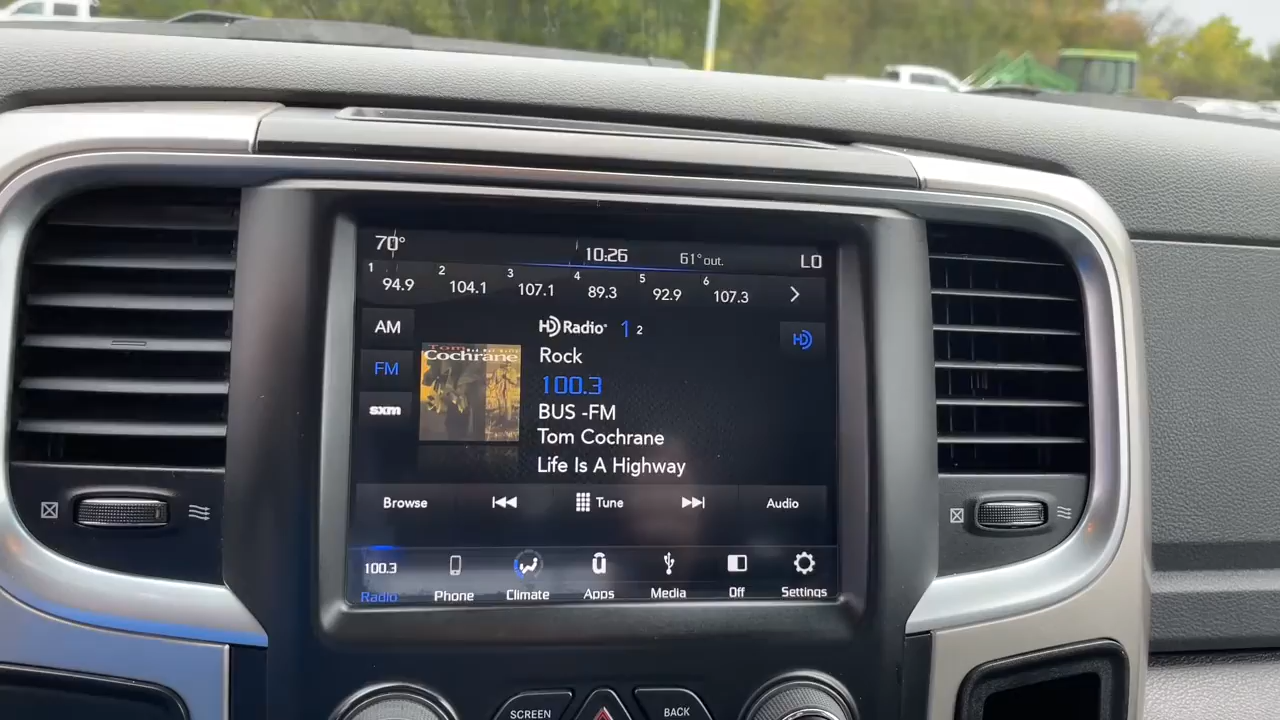 70° 10:26 61° out. LO
1 94.9 2 104.1 3 107.1 4 89.3 5 92.9 6 107.3
AM
FM
sxm
Tom
Cochrane
HD Radio 1 2
HD
Rock
100.3
BUS -FM
Tom Cochrane
Life Is A Highway
Browse Tune Audio
100.3
Radio Phone Climate Apps Media Off Settings
SCREEN BACK